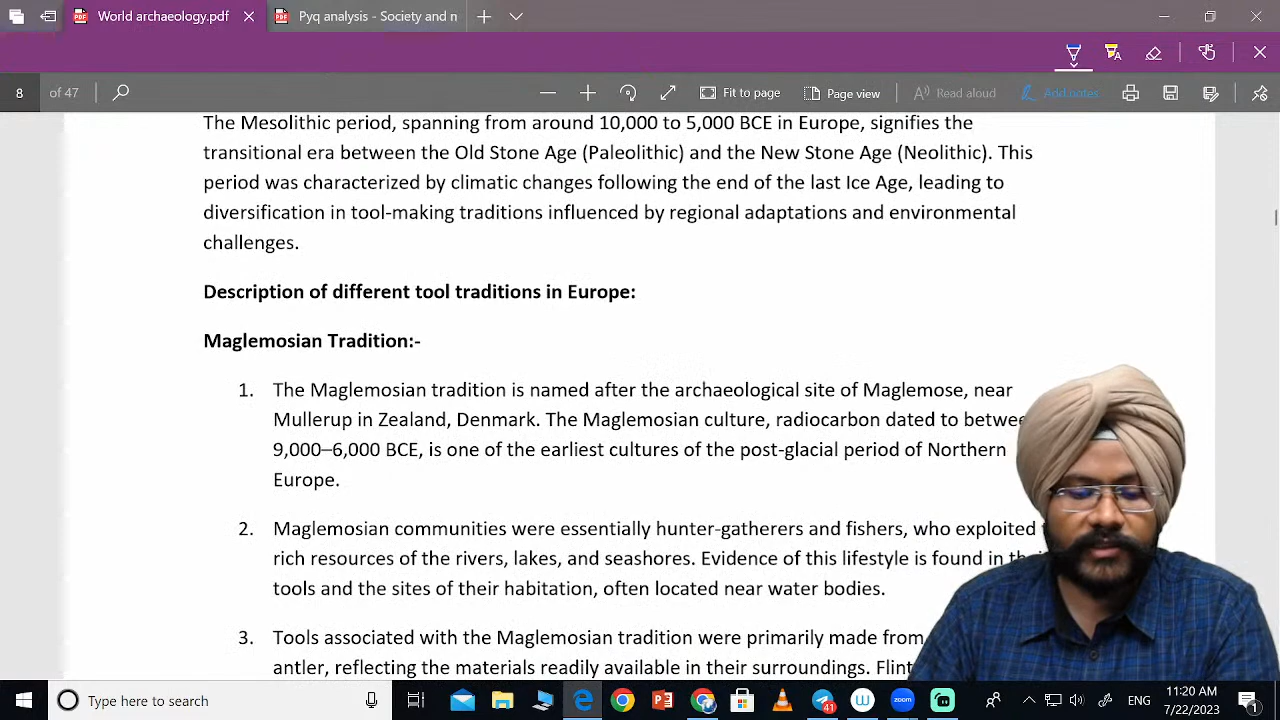 World archaeology.pdf
Pyq analysis - Society and n
8 of 47
Fit to page
Page view
Read aloud
Add notes
The Mesolithic period, spanning from around 10,000 to 5,000 BCE in Europe, signifies the
transitional era between the Old Stone Age (Paleolithic) and the New Stone Age (Neolithic). This
period was characterized by climatic changes following the end of the last Ice Age, leading to
diversification in tool-making traditions influenced by regional adaptations and environmental
challenges.
Description of different tool traditions in Europe:
Maglemosian Tradition:-
1. The Maglemosian tradition is named after the archaeological site of Maglemose, near
Mullerup in Zealand, Denmark. The Maglemosian culture, radiocarbon dated to
9,000–6,000 BCE, is one of the earliest cultures of the post-glacial period of Northern
Europe.
2. Maglemosian communities were essentially hunter-gatherers and fishers, who exploited
rich resources of the rivers, lakes, and seashores. Evidence of this lifestyle is found in
tools and the sites of their habitation, often located near water bodies.
3. Tools associated with the Maglemosian tradition were primarily made from
antler, reflecting the materials readily available in their surroundings. Flint
Type here to search
zoom
41
ENG
11:20 AM
7/22/2023
1